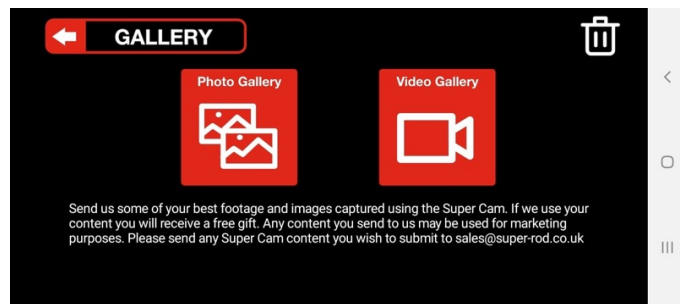 GALLERY
Photo Gallery
Video Gallery
Send us some of your best footage and images captured using the Super Cam. If we use your
content you will receive a free gift. Any content you send to us may be used for marketing
purposes. Please send any Super Cam content you wish to submit to sales@super-rod.co.uk